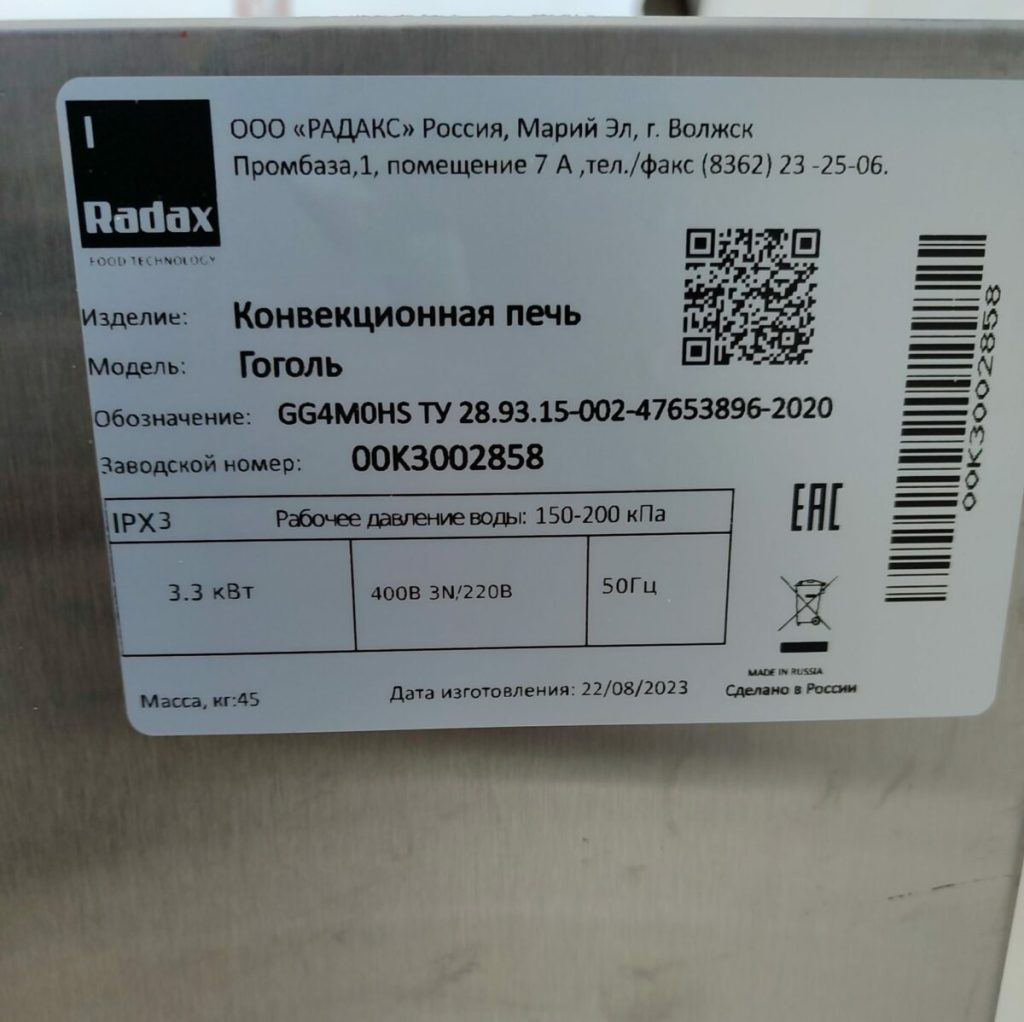 Radax
FOOD TECHNOLOGY
ООО «РАДАКС» Россия, Марий Эл, г. Волжск
Промбаза,1, помещение 7 А ,тел./факс (8362) 23 -25-06.
Изделие: Конвекционная печь
Модель: Гоголь
Обозначение: GG4M0HS ТУ 28.93.15-002-47653896-2020
Заводской номер: 00K3002858
00K3002858
IPX3 Рабочее давление воды: 150-200 кПа
3.3 кВт 400В 3N/220В 50Гц
EAC
MADE IN RUSSIA
Сделано в России
Масса, кг:45 Дата изготовления: 22/08/2023